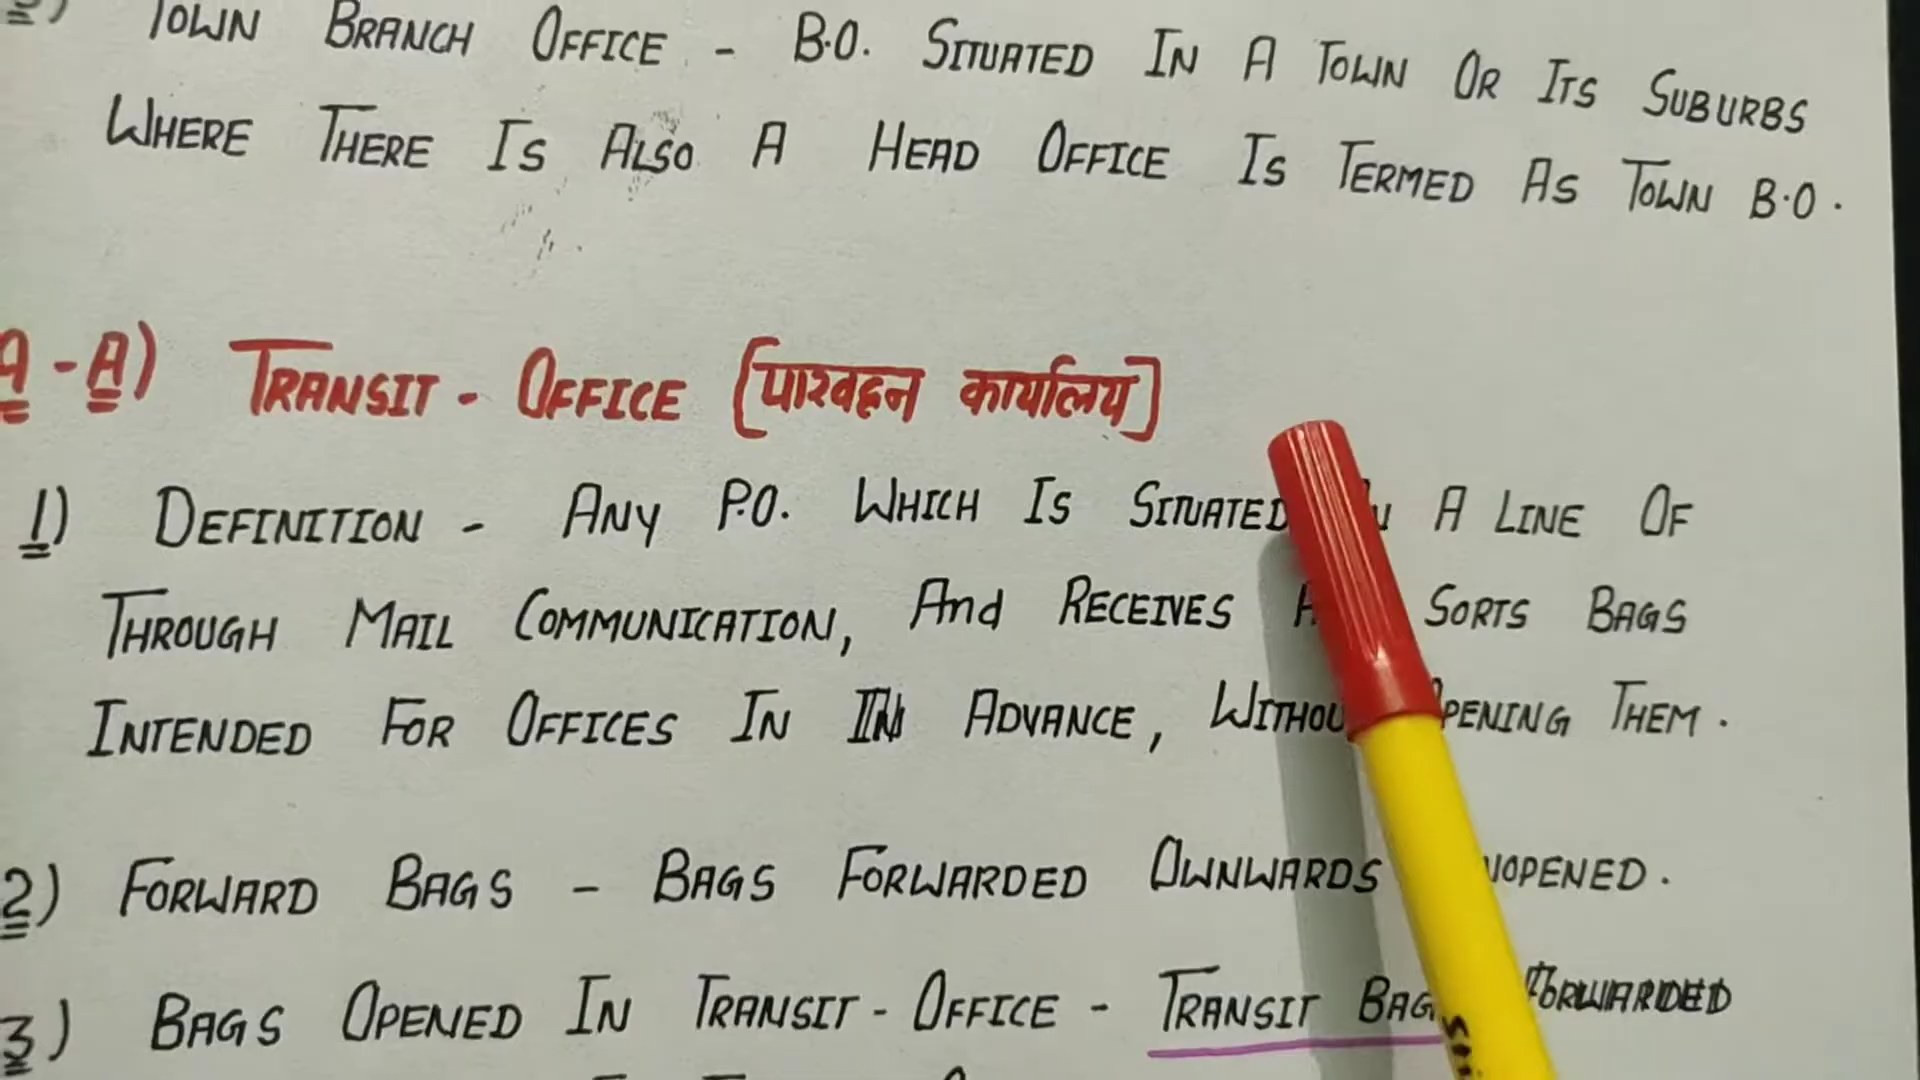 TOWN BRANCH OFFICE - B.O. SITUATED IN A TOWN OR ITS SUBURBS
WHERE THERE IS ALSO A HEAD OFFICE IS TERMED AS TOWN B.O.
A-A) TRANSIT-OFFICE [पारवहन कार्यालय]
1) DEFINITION - ANY P.O. WHICH IS SITUATED A LINE OF
THROUGH MAIL COMMUNICATION, And RECEIVES SORTS BAGS
INTENDED FOR OFFICES IN IN ADVANCE, THEM.
2) FORWARD BAGS - BAGS FORWARDED OWNWARDS
3) BAGS OPENED IN TRANSIT-OFFICE - TRANSIT BAG FORWARDED